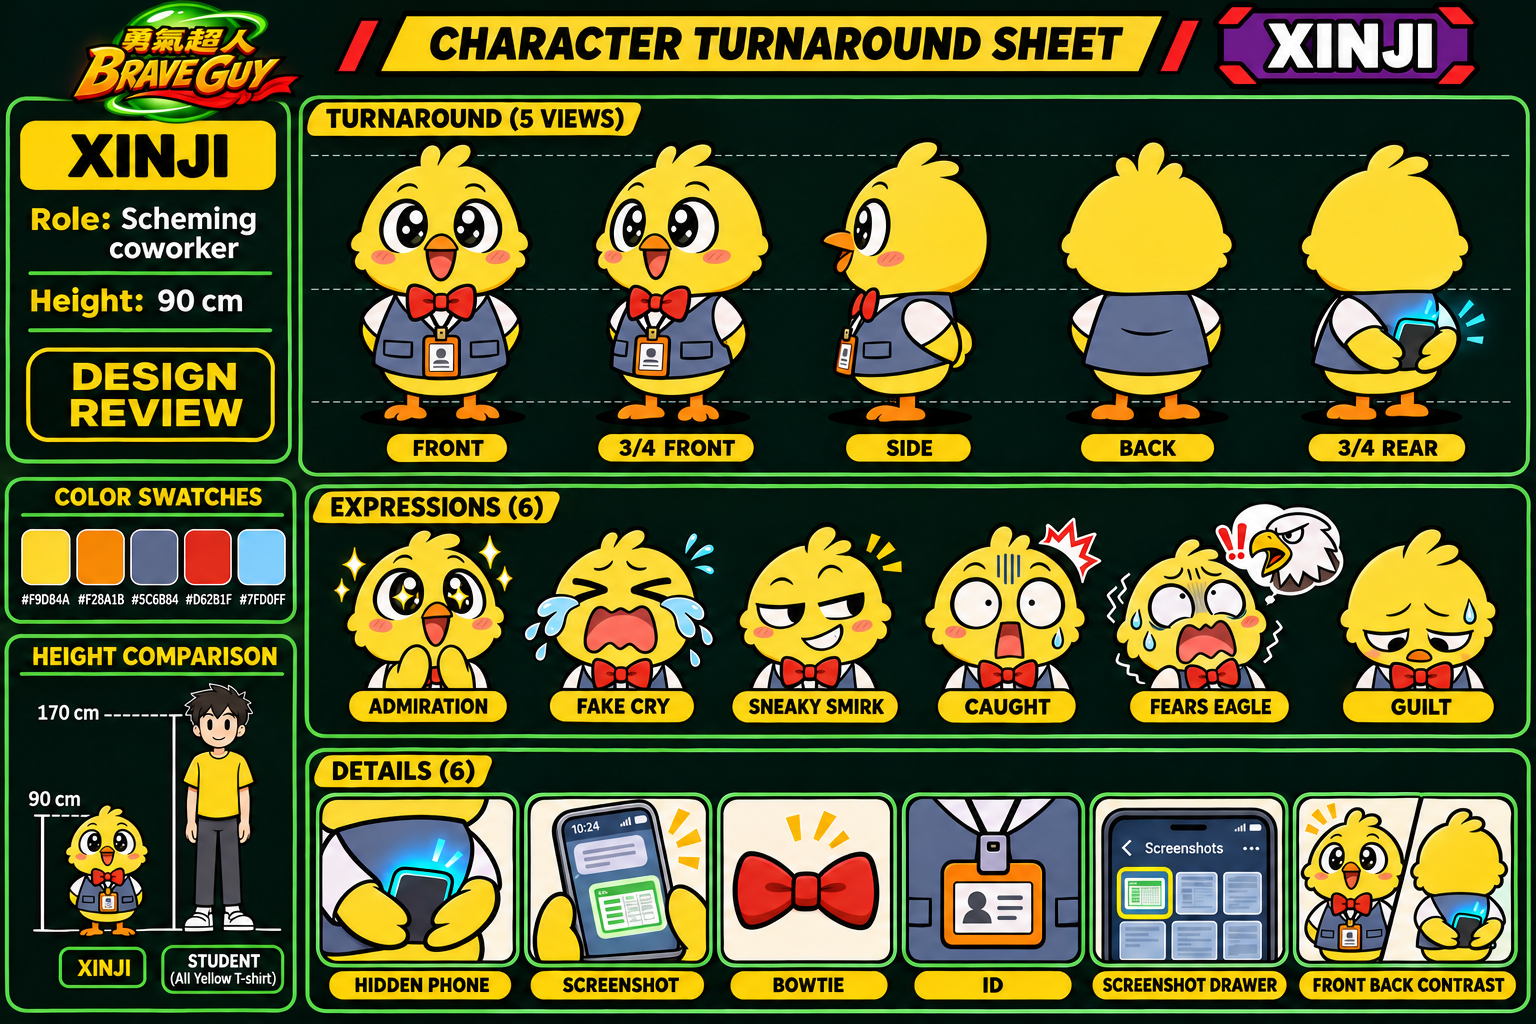 勇氣超人
BRAVE GUY
CHARACTER TURNAROUND SHEET
XINJI
XINJI
Role: Scheming
coworker
Height: 90 cm
DESIGN
REVIEW
TURNAROUND (5 VIEWS)
FRONT
3/4 FRONT
SIDE
BACK
3/4 REAR
COLOR SWATCHES
#F9D84A #F28A1B #5C6B84 #D62B1F #7FD0FF
EXPRESSIONS (6)
!!
ADMIRATION
FAKE CRY
SNEAKY SMIRK
CAUGHT
FEARS EAGLE
GUILT
HEIGHT COMPARISON
170 cm
90 cm
XINJI
STUDENT
(All Yellow T-shirt)
DETAILS (6)
10:24
Screenshots
HIDDEN PHONE
SCREENSHOT
BOWTIE
ID
SCREENSHOT DRAWER
FRONT BACK CONTRAST